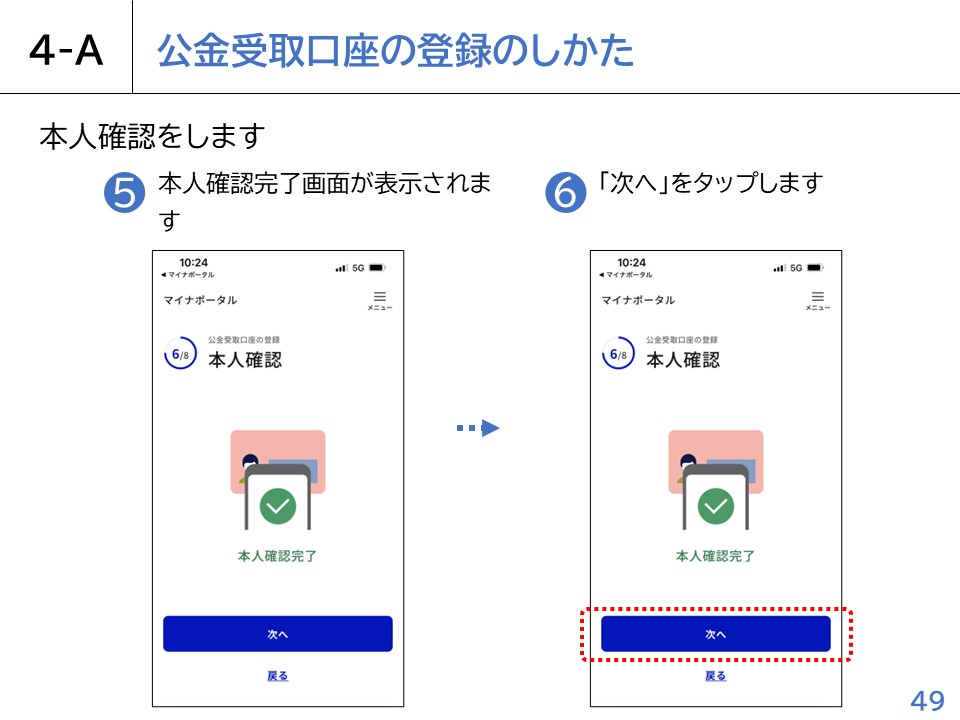 4-A
公金受取口座の登録のしかた
本人確認をします
5
本人確認完了画面が表示されま
す
10:24
5G
◀ マイナポータル
マイナポータル
メニュー
6/8
公金受取口座の登録
本人確認
本人確認完了
次へ
戻る
6
「次へ」をタップします
10:24
5G
◀ マイナポータル
マイナポータル
メニュー
6/8
公金受取口座の登録
本人確認
本人確認完了
次へ
戻る
49